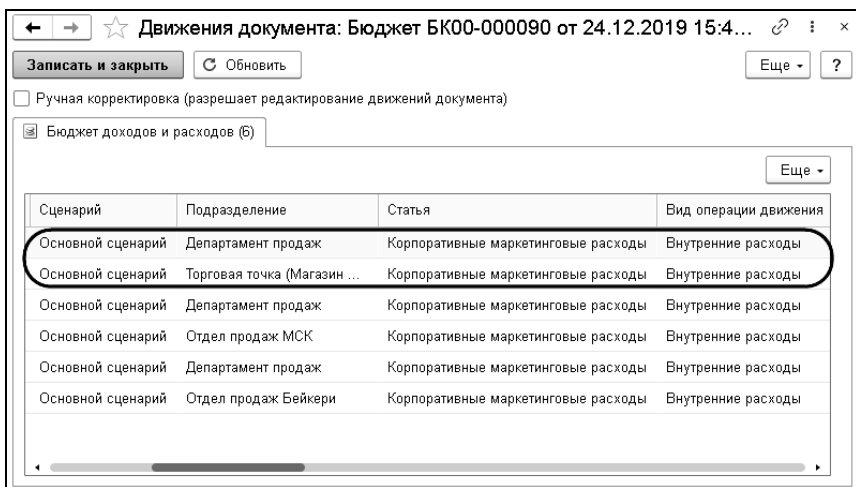 Движения документа: Бюджет БК00-000090 от 24.12.2019 15:4...
Записать и закрыть Обновить Еще ?
Ручная корректировка (разрешает редактирование движений документа)
Бюджет доходов и расходов (6)
Еще
Сценарий Подразделение Статья Вид операции движения
Основной сценарий Департамент продаж Корпоративные маркетинговые расходы Внутренние расходы
Основной сценарий Торговая точка (Магазин ... Корпоративные маркетинговые расходы Внутренние расходы
Основной сценарий Департамент продаж Корпоративные маркетинговые расходы Внутренние расходы
Основной сценарий Отдел продаж МСК Корпоративные маркетинговые расходы Внутренние расходы
Основной сценарий Департамент продаж Корпоративные маркетинговые расходы Внутренние расходы
Основной сценарий Отдел продаж Бейкери Корпоративные маркетинговые расходы Внутренние расходы